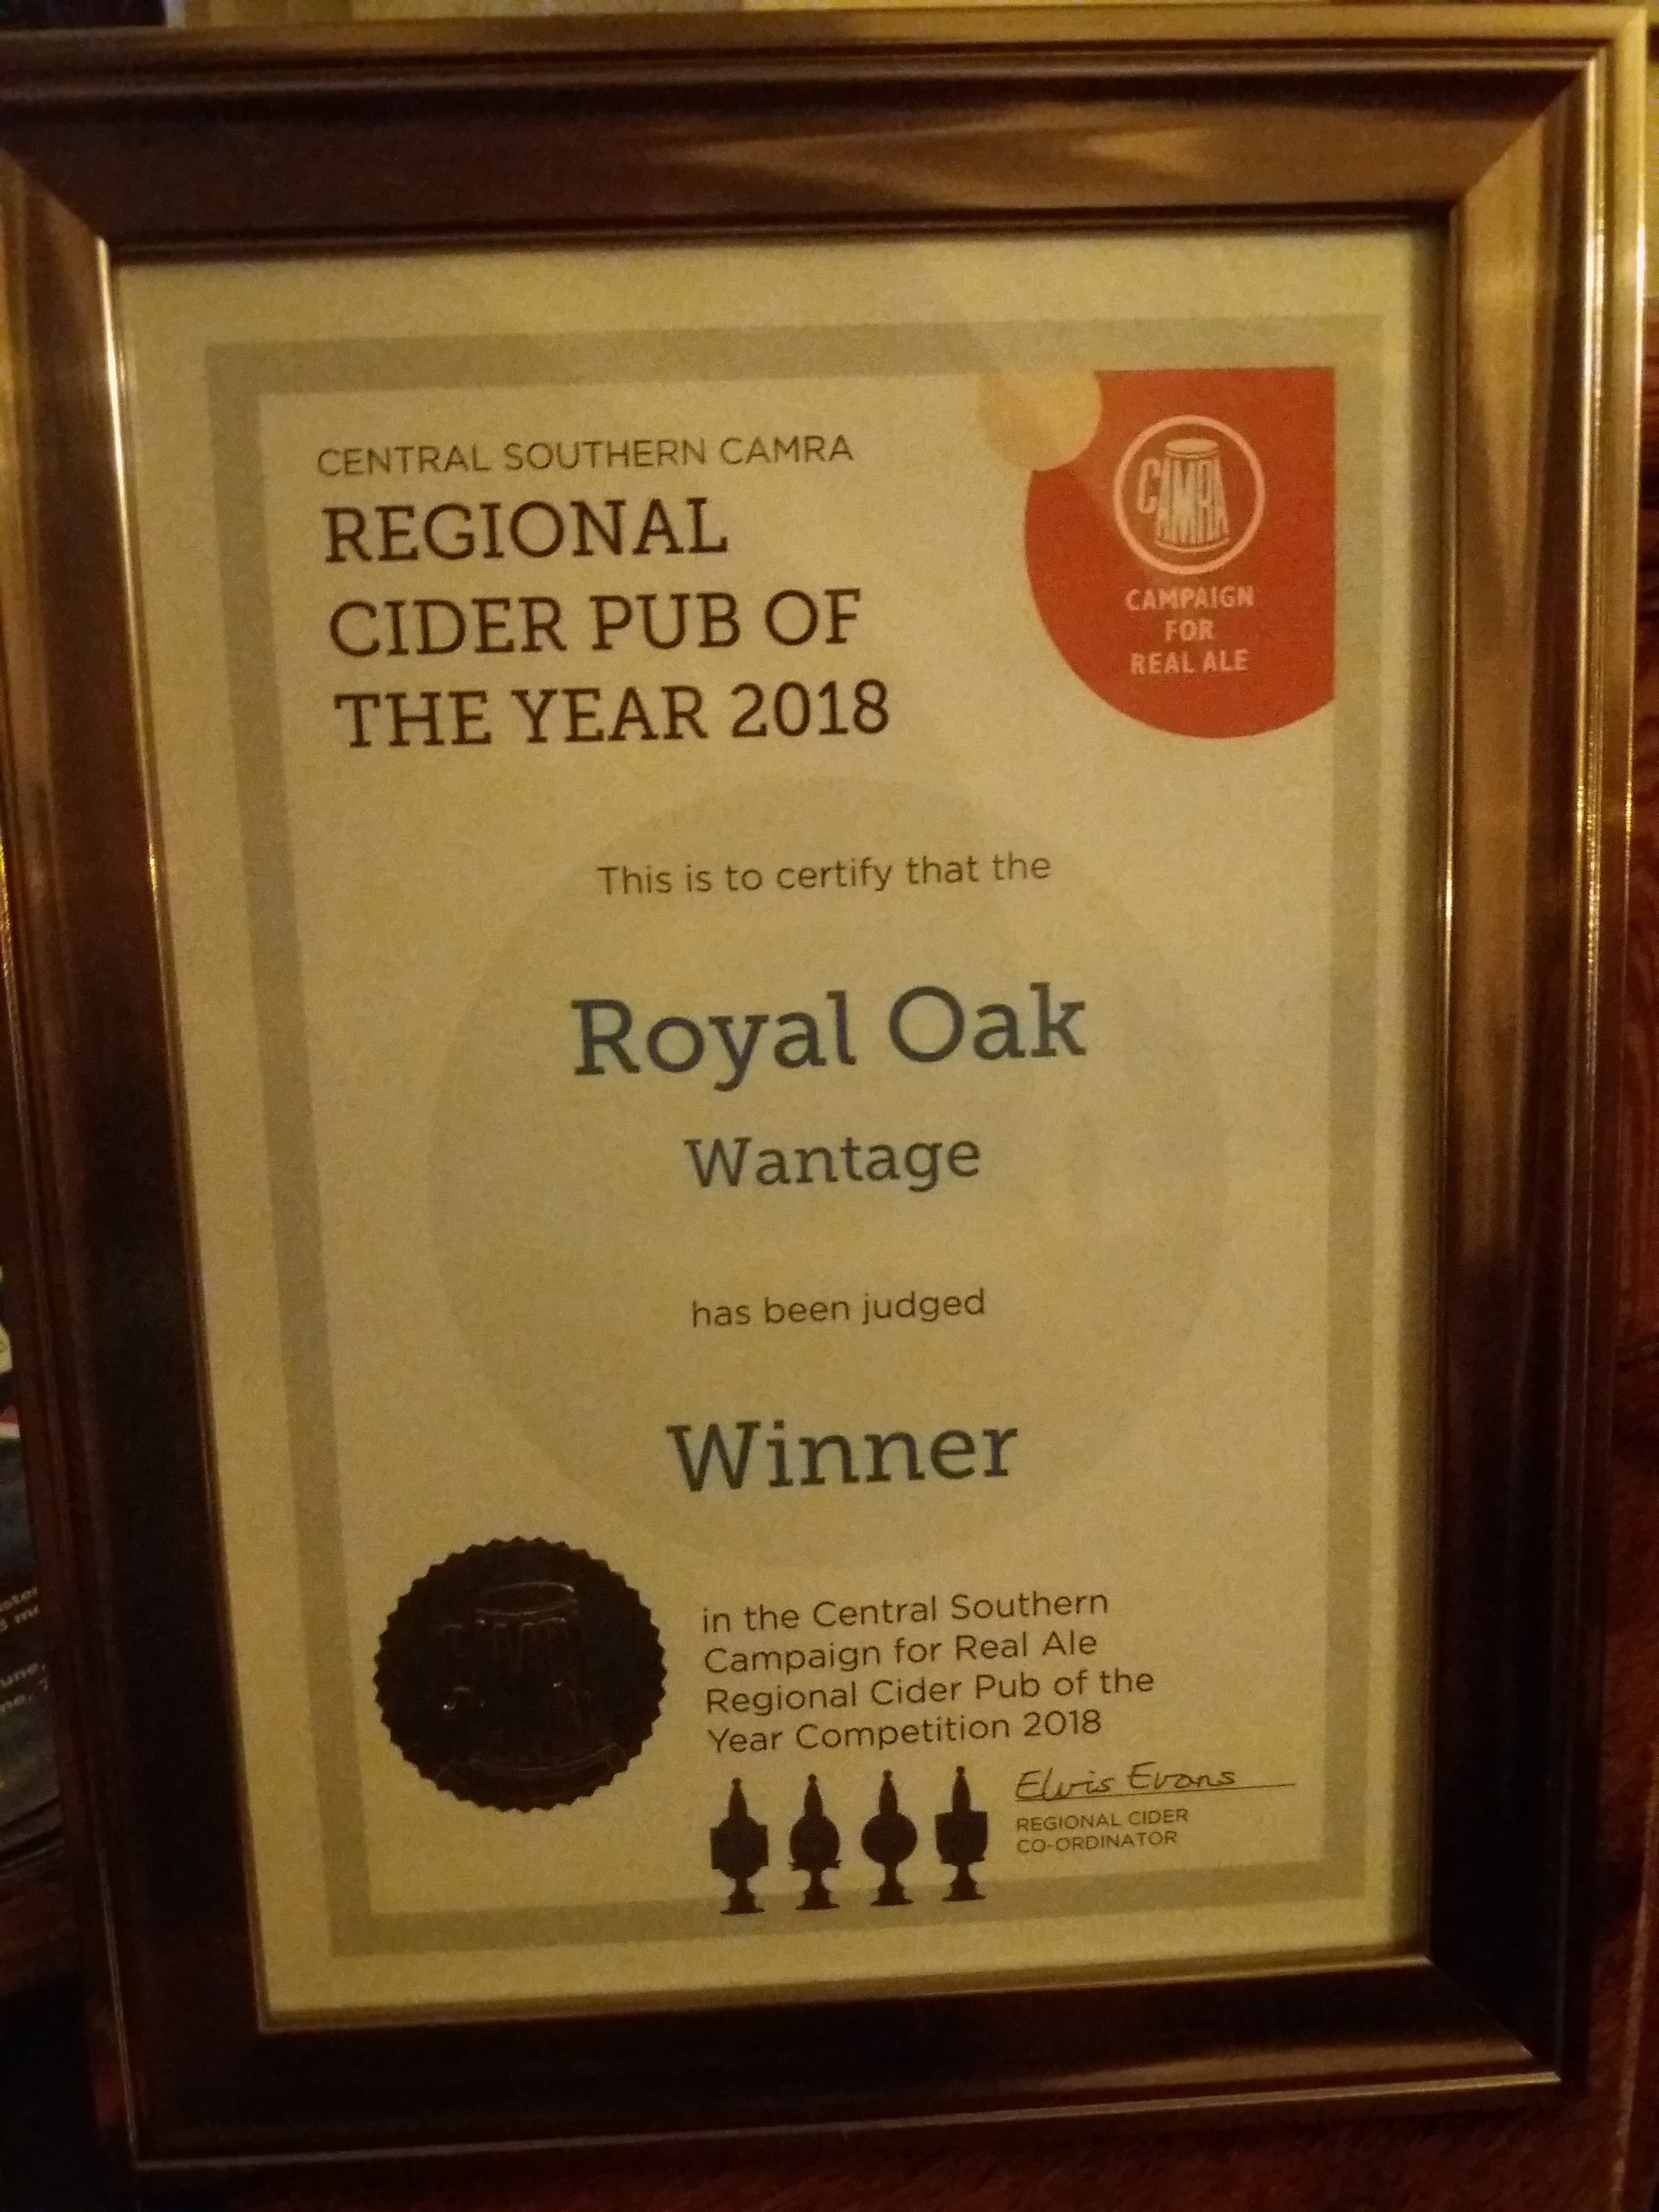 CENTRAL SOUTHERN CAMRA
REGIONAL
CIDER PUB OF
THE YEAR 2018
CAMRA
CAMPAIGN
FOR
REAL ALE
This is to certify that the
Royal Oak
Wantage
has been judged
Winner
in the Central Southern
Campaign for Real Ale
Regional Cider Pub of the
Year Competition 2018
Elvis Evans
REGIONAL CIDER
CO-ORDINATOR